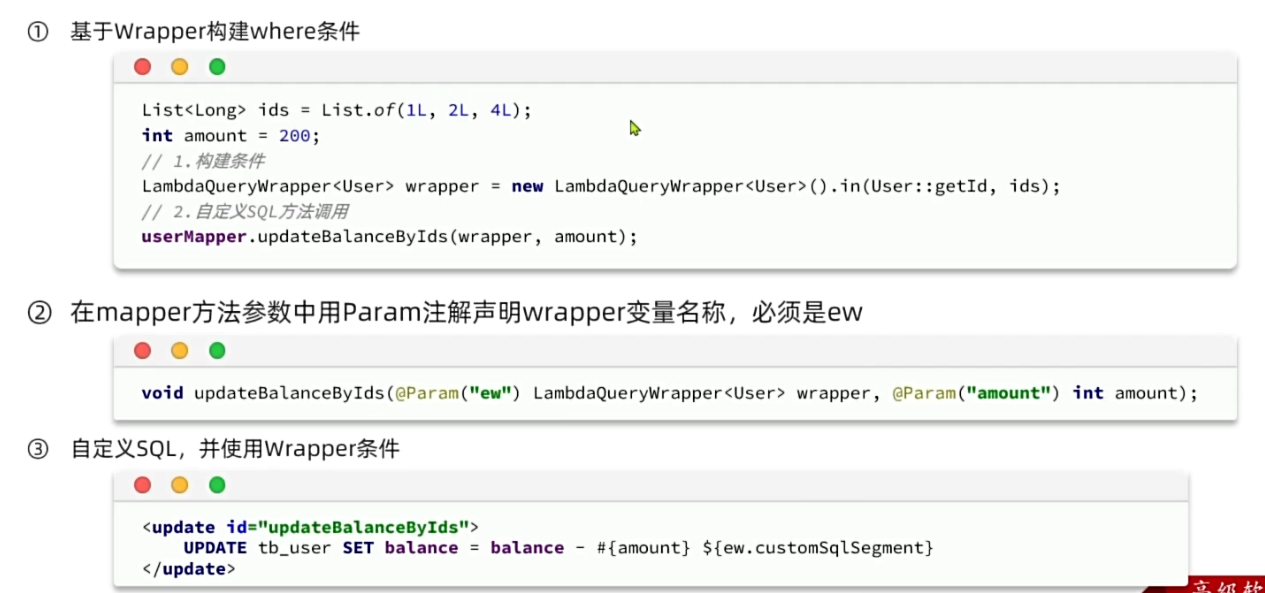 ① 基于Wrapper构建where条件
List<Long> ids = List.of(1L, 2L, 4L);
int amount = 200;
// 1.构建条件
LambdaQueryWrapper<User> wrapper = new LambdaQueryWrapper<User>().in(User::getId, ids);
// 2.自定义SQL方法调用
userMapper.updateBalanceByIds(wrapper, amount);
② 在mapper方法参数中用Param注解声明wrapper变量名称，必须是ew
void updateBalanceByIds(@Param("ew") LambdaQueryWrapper<User> wrapper, @Param("amount") int amount);
③ 自定义SQL，并使用Wrapper条件
<update id="updateBalanceByIds">
UPDATE tb_user SET balance = balance - #{amount} ${ew.customSqlSegment}
</update>
高级软